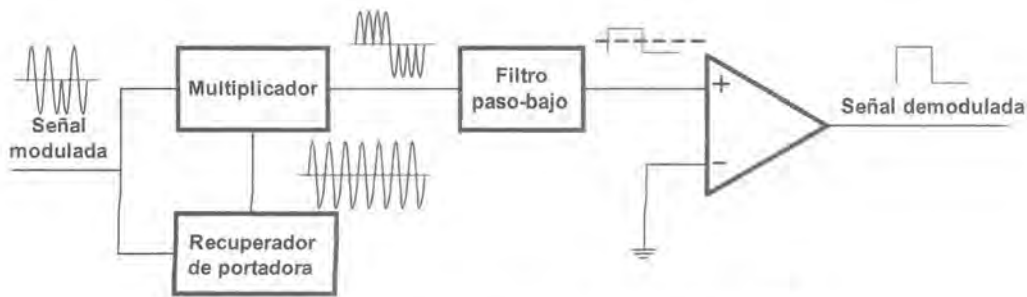 Señal
modulada
Multiplicador
Recuperador
de portadora
Filtro
paso-bajo
+
−
Señal demodulada